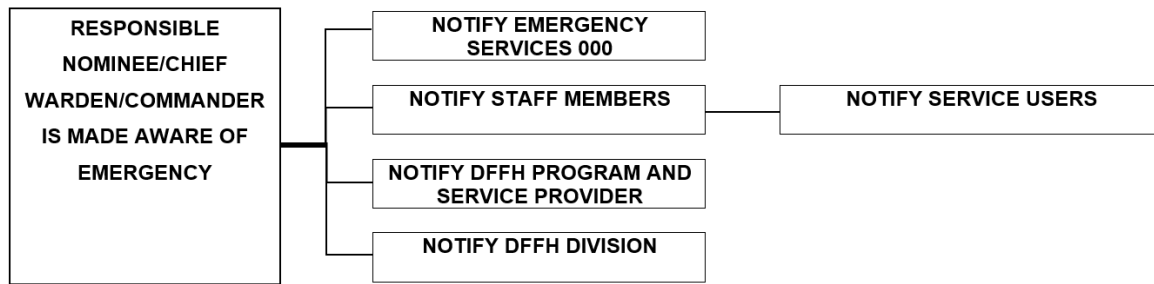 RESPONSIBLE
NOMINEE/CHIEF
WARDEN/COMMANDER
IS MADE AWARE OF
EMERGENCY
NOTIFY EMERGENCY
SERVICES 000
NOTIFY STAFF MEMBERS
NOTIFY SERVICE USERS
NOTIFY DFFH PROGRAM AND
SERVICE PROVIDER
NOTIFY DFFH DIVISION